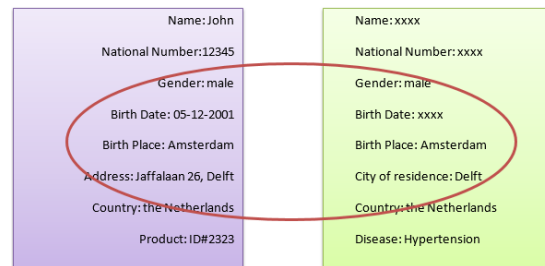 Name: John
National Number:12345
Gender: male
Birth Date: 05-12-2001
Birth Place: Amsterdam
Address: Jaffalaan 26, Delft
Country: the Netherlands
Product: ID#2323
Name: xxxx
National Number: xxxx
Gender: male
Birth Date: xxxx
Birth Place: Amsterdam
City of residence: Delft
Country: the Netherlands
Disease: Hypertension